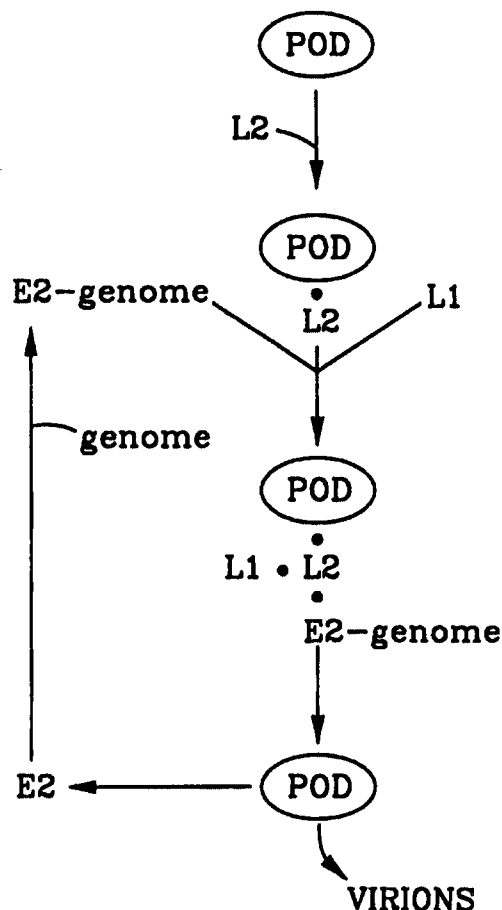 POD
L2
POD
E2-genome
L2
L1
genome
POD
L1 • L2
E2-genome
E2
POD
VIRIONS